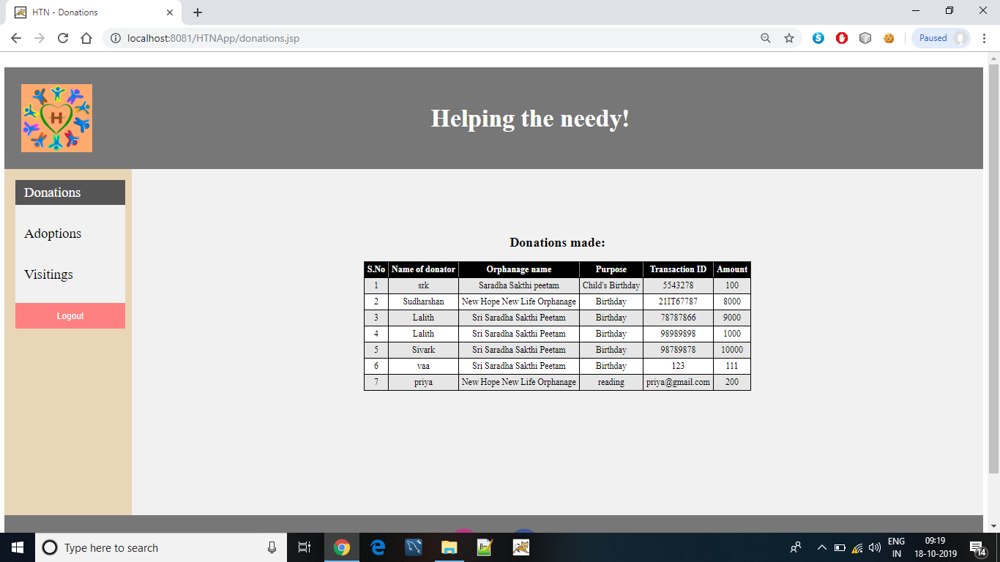 HTN - Donations
localhost:8081/HTNApp/donations.jsp
Paused
H
Helping the needy!
Donations
Adoptions
Visitings
Logout
Donations made:
S.No Name of donator Orphanage name Purpose Transaction ID Amount
1 srk Saradha Sakthi peetam Child's Birthday 5543278 100
2 Sudharshan New Hope New Life Orphanage Birthday 21IT67787 8000
3 Lalith Sri Saradha Sakthi Peetam Birthday 78787866 9000
4 Lalith Sri Saradha Sakthi Peetam Birthday 98989898 1000
5 Sivark Sri Saradha Sakthi Peetam Birthday 98789878 10000
6 vaa Sri Saradha Sakthi Peetam Birthday 123 111
7 priya New Hope New Life Orphanage reading priya@gmail.com 200
Type here to search
ENG
IN
09:19
18-10-2019
14